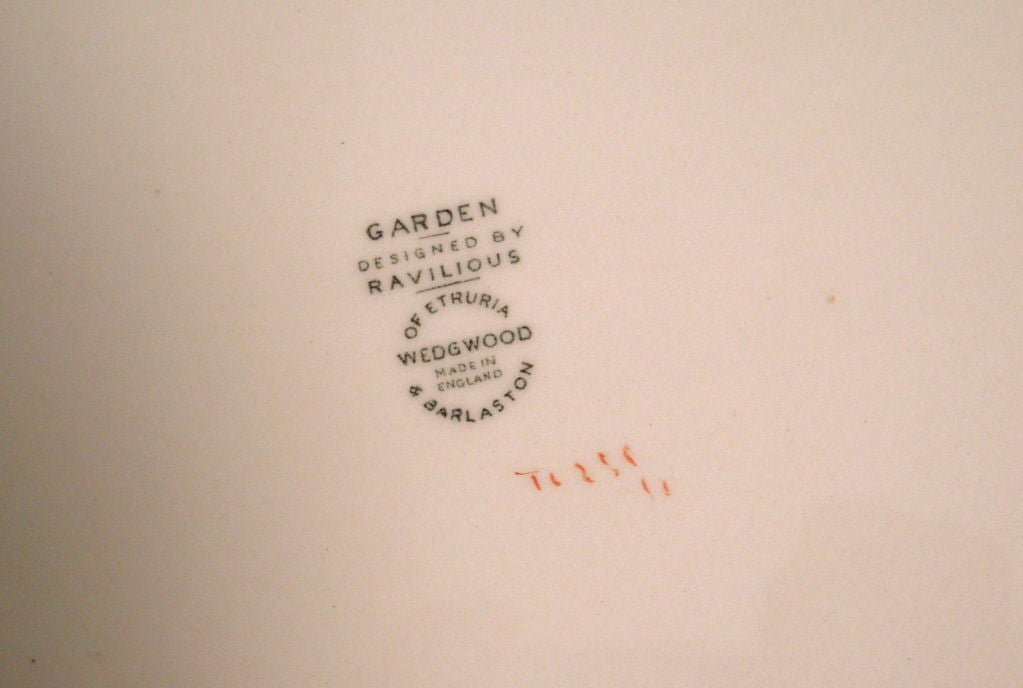 GARDEN
DESIGNED BY
RAVILIOUS
OF ETRURIA
WEDGWOOD
MADE IN
ENGLAND
& BARLASTON